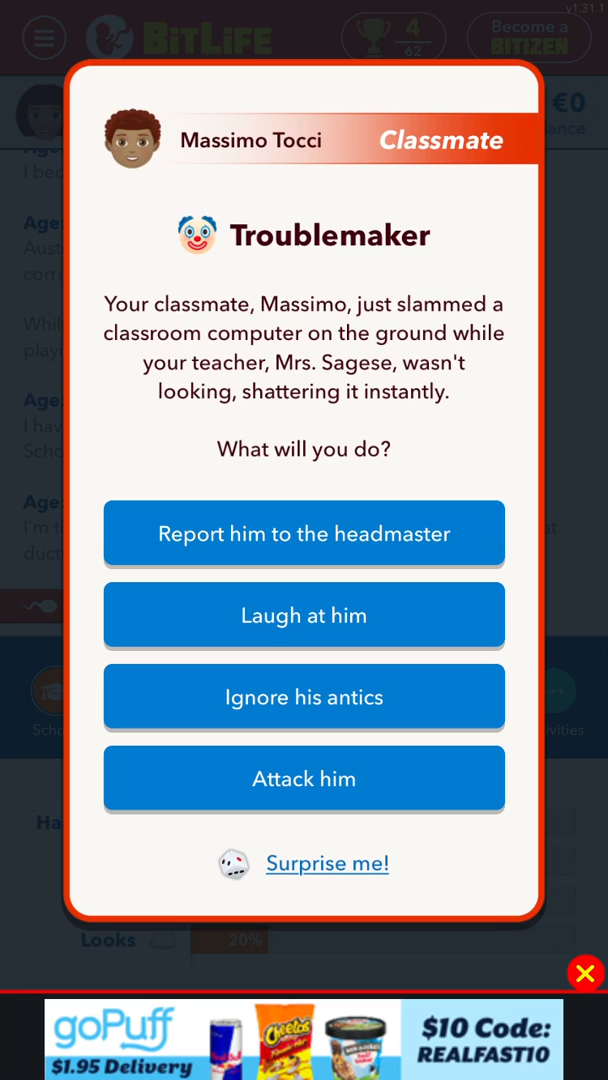 v1.31.1
BITLIFE
4
62
Become a
BITIZEN
€0
Massimo Tocci
Classmate
Troublemaker
Your classmate, Massimo, just slammed a
classroom computer on the ground while
your teacher, Mrs. Sagese, wasn't
looking, shattering it instantly.
What will you do?
Report him to the headmaster
Laugh at him
Ignore his antics
Attack him
Surprise me!
Looks
20%
goPuff
$1.95 Delivery
$10 Code:
REALFAST10